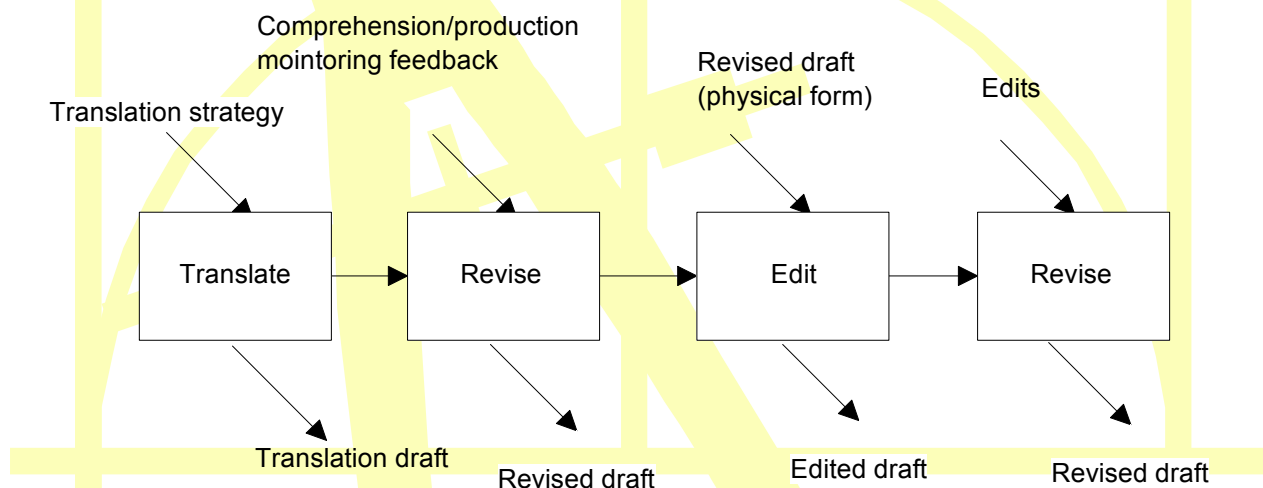 Comprehension/production
mointoring feedback
Revised draft
(physical form)
Edits
Translation strategy
Translate
Revise
Edit
Revise
Translation draft
Revised draft
Edited draft
Revised draft